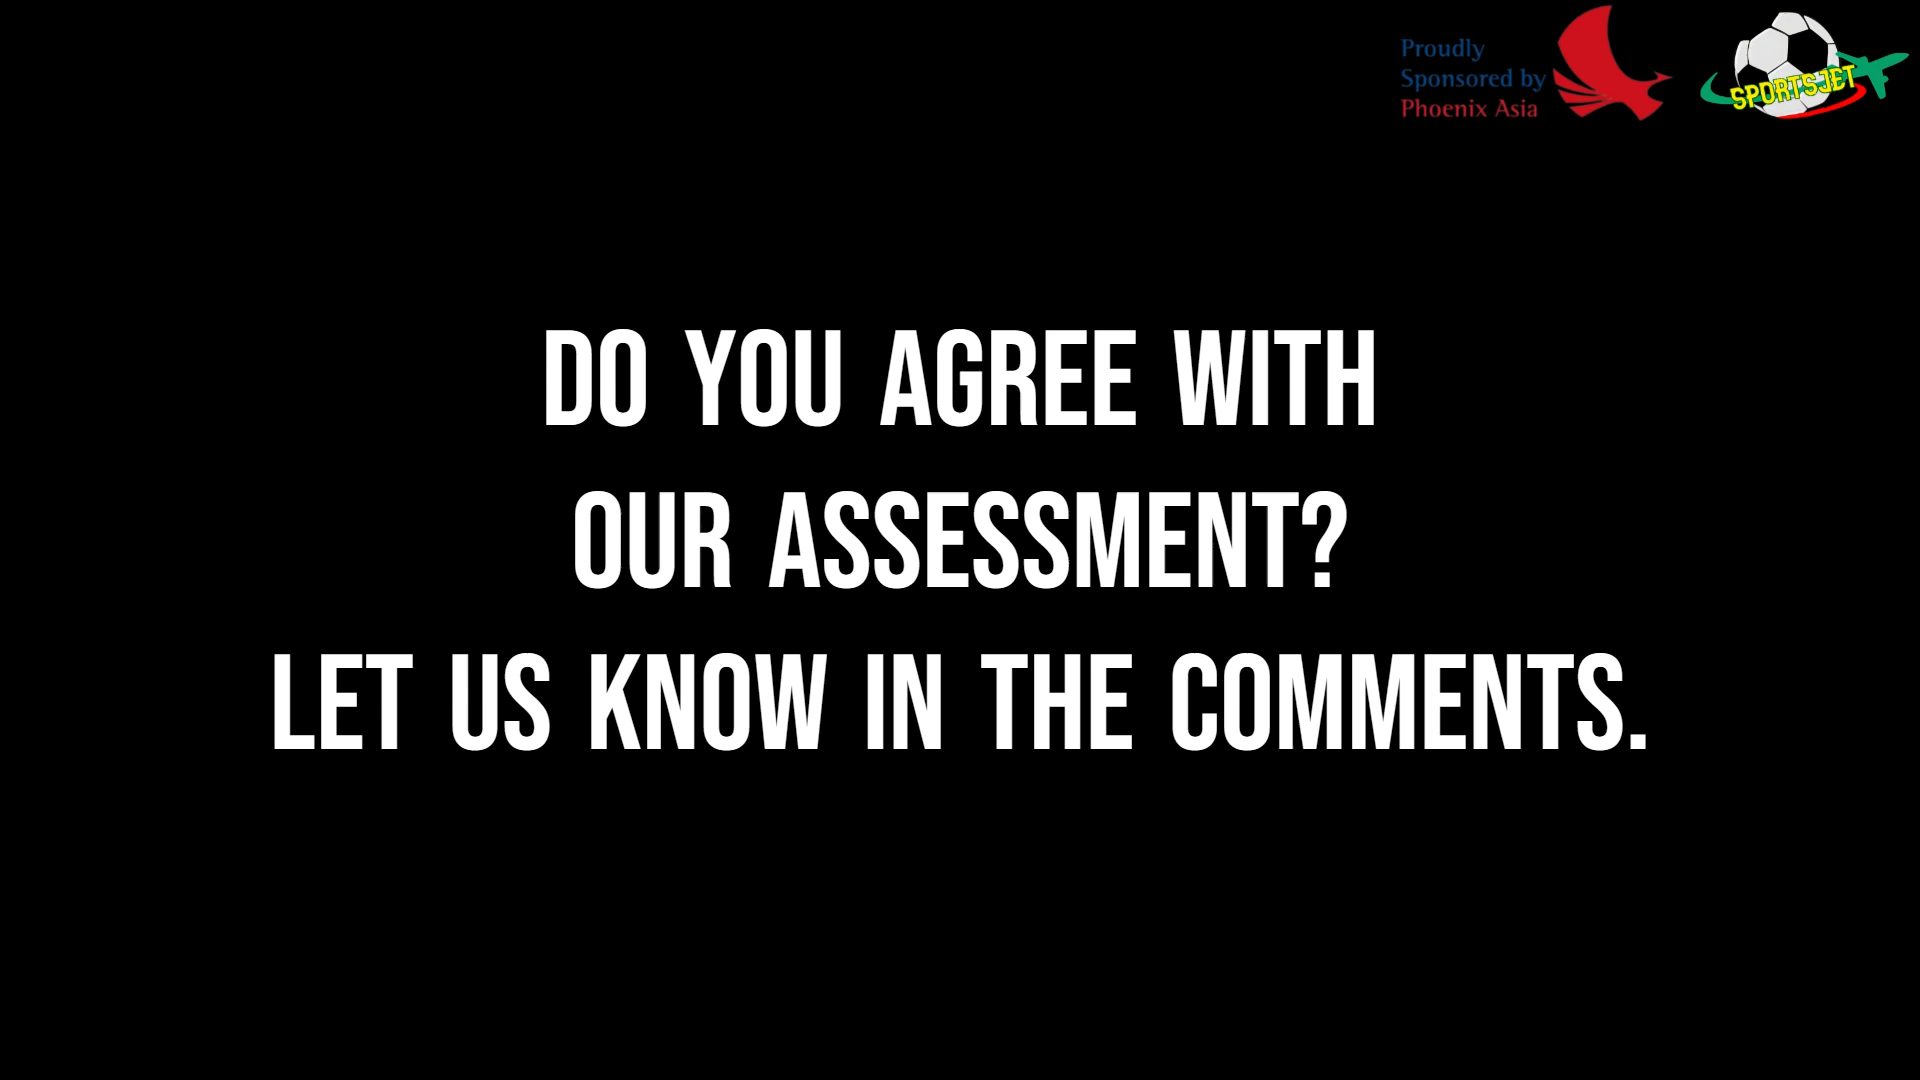 Proudly
Sponsored by
Phoenix Asia
SPORTSJET
DO YOU AGREE WITH
OUR ASSESSMENT?
LET US KNOW IN THE COMMENTS.